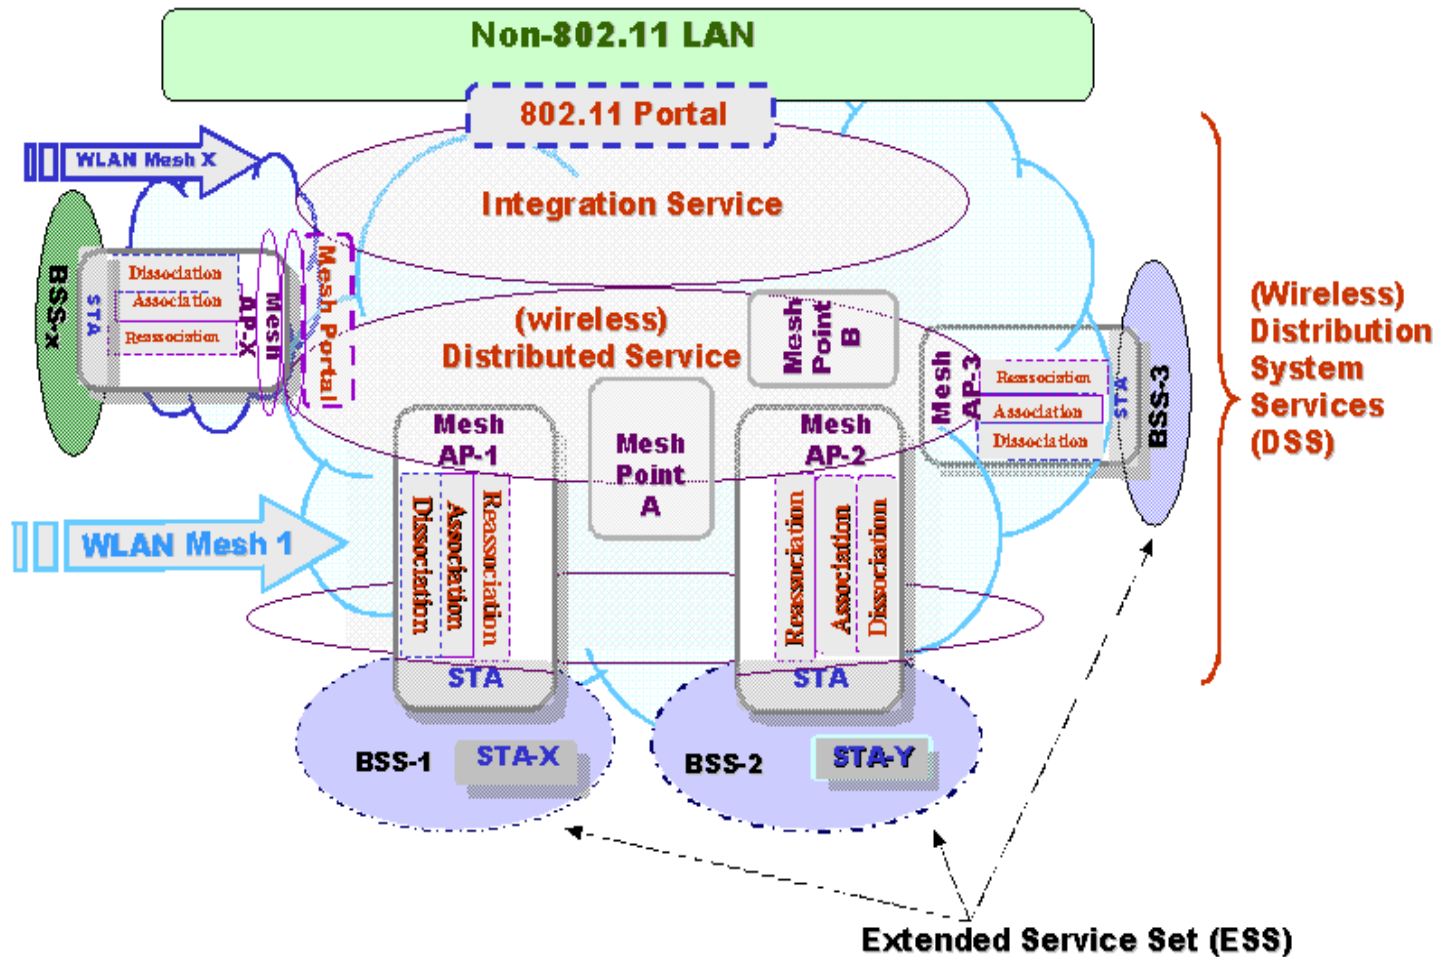 Non-802.11 LAN
802.11 Portal
WLAN Mesh X
Integration Service
BSS-x
STA
Dissociation
Association
Reassociation
Mesh
AP-X
Mesh Portal
(wireless)
Distributed Service
Mesh
Point
B
Mesh
AP-3
Reassociation
Association
Dissociation
STA
BSS-3
(Wireless)
Distribution
System
Services
(DSS)
Mesh
AP-1
Dissociation
Association
Reassociation
STA
Mesh
Point
A
Mesh
AP-2
Reassociation
Association
Dissociation
STA
WLAN Mesh 1
BSS-1
STA-X
BSS-2
STA-Y
Extended Service Set (ESS)